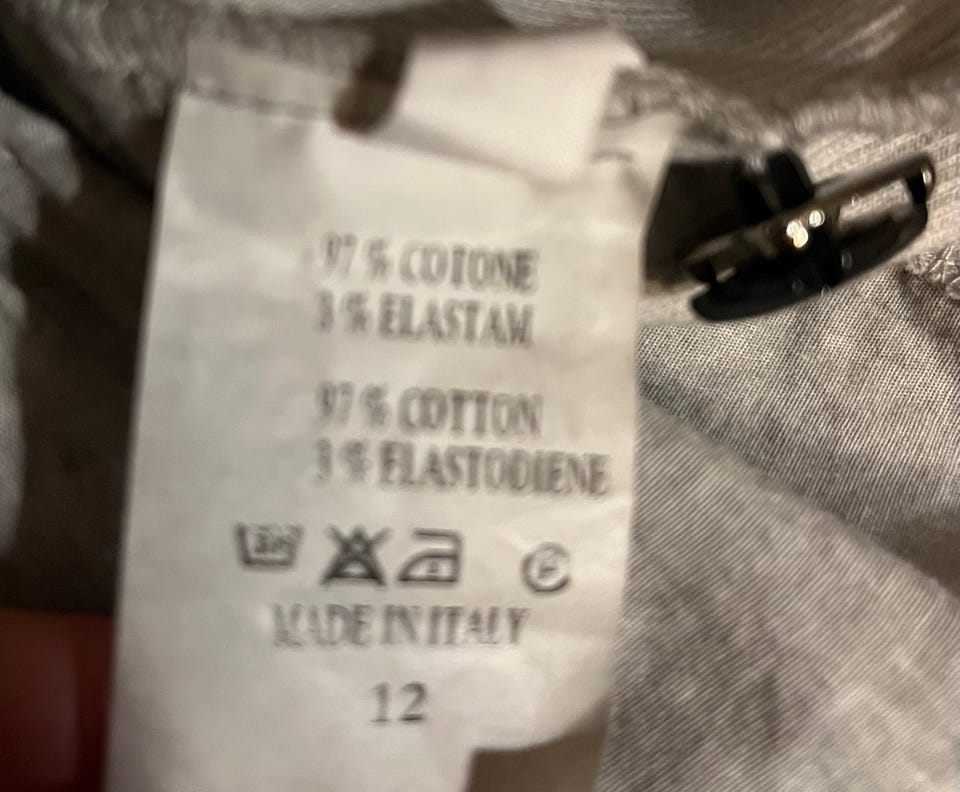 97 % COTONE
3 % ELASTAM
97 % COTTON
3 % ELASTODIENE
MADE IN ITALY
12